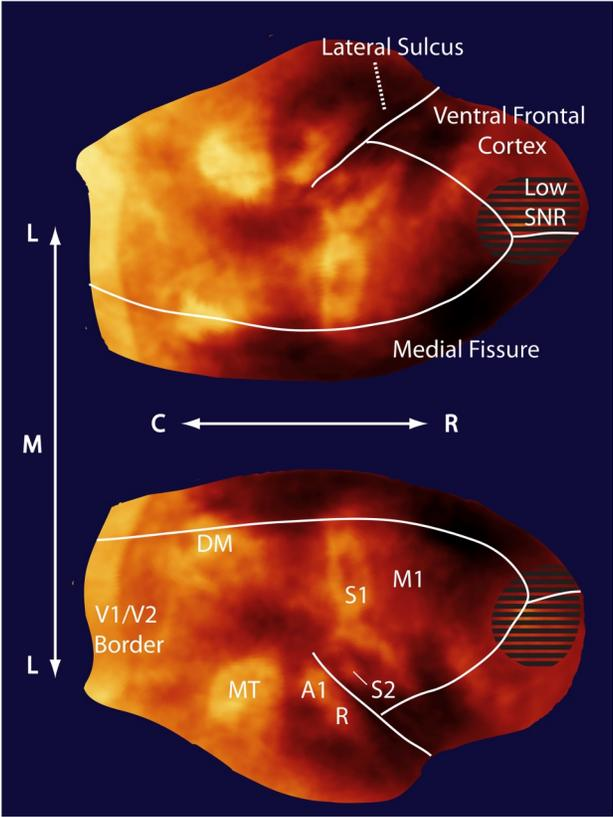 Lateral Sulcus
Ventral Frontal
Cortex
Low
SNR
L
Medial Fissure
C
R
M
DM
M1
S1
V1/V2
Border
L
MT
A1
S2
R